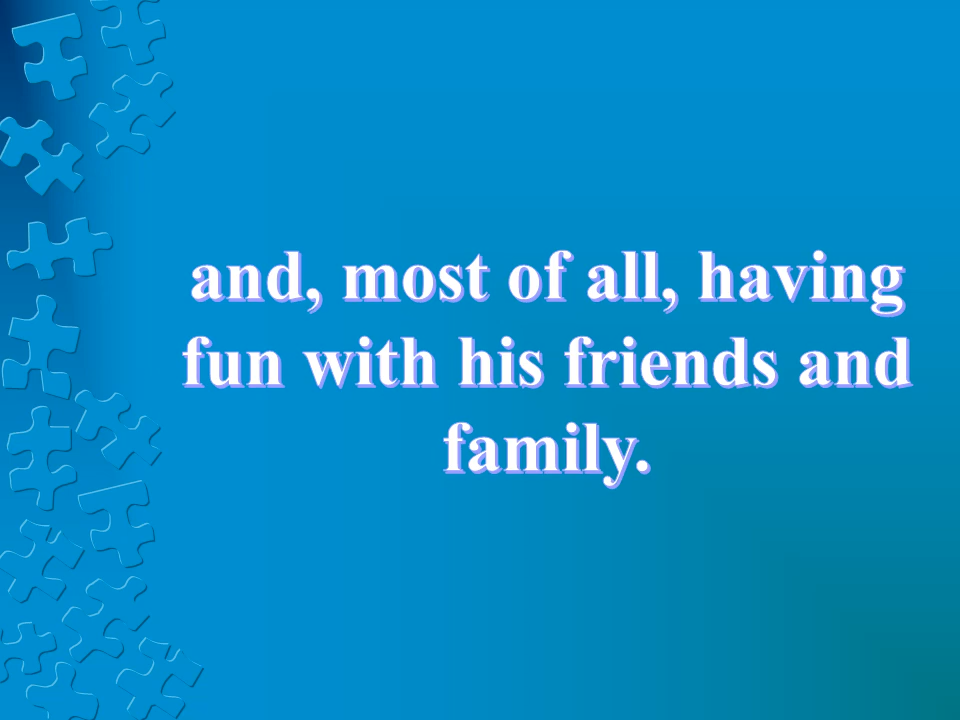 and, most of all, having
fun with his friends and
family.